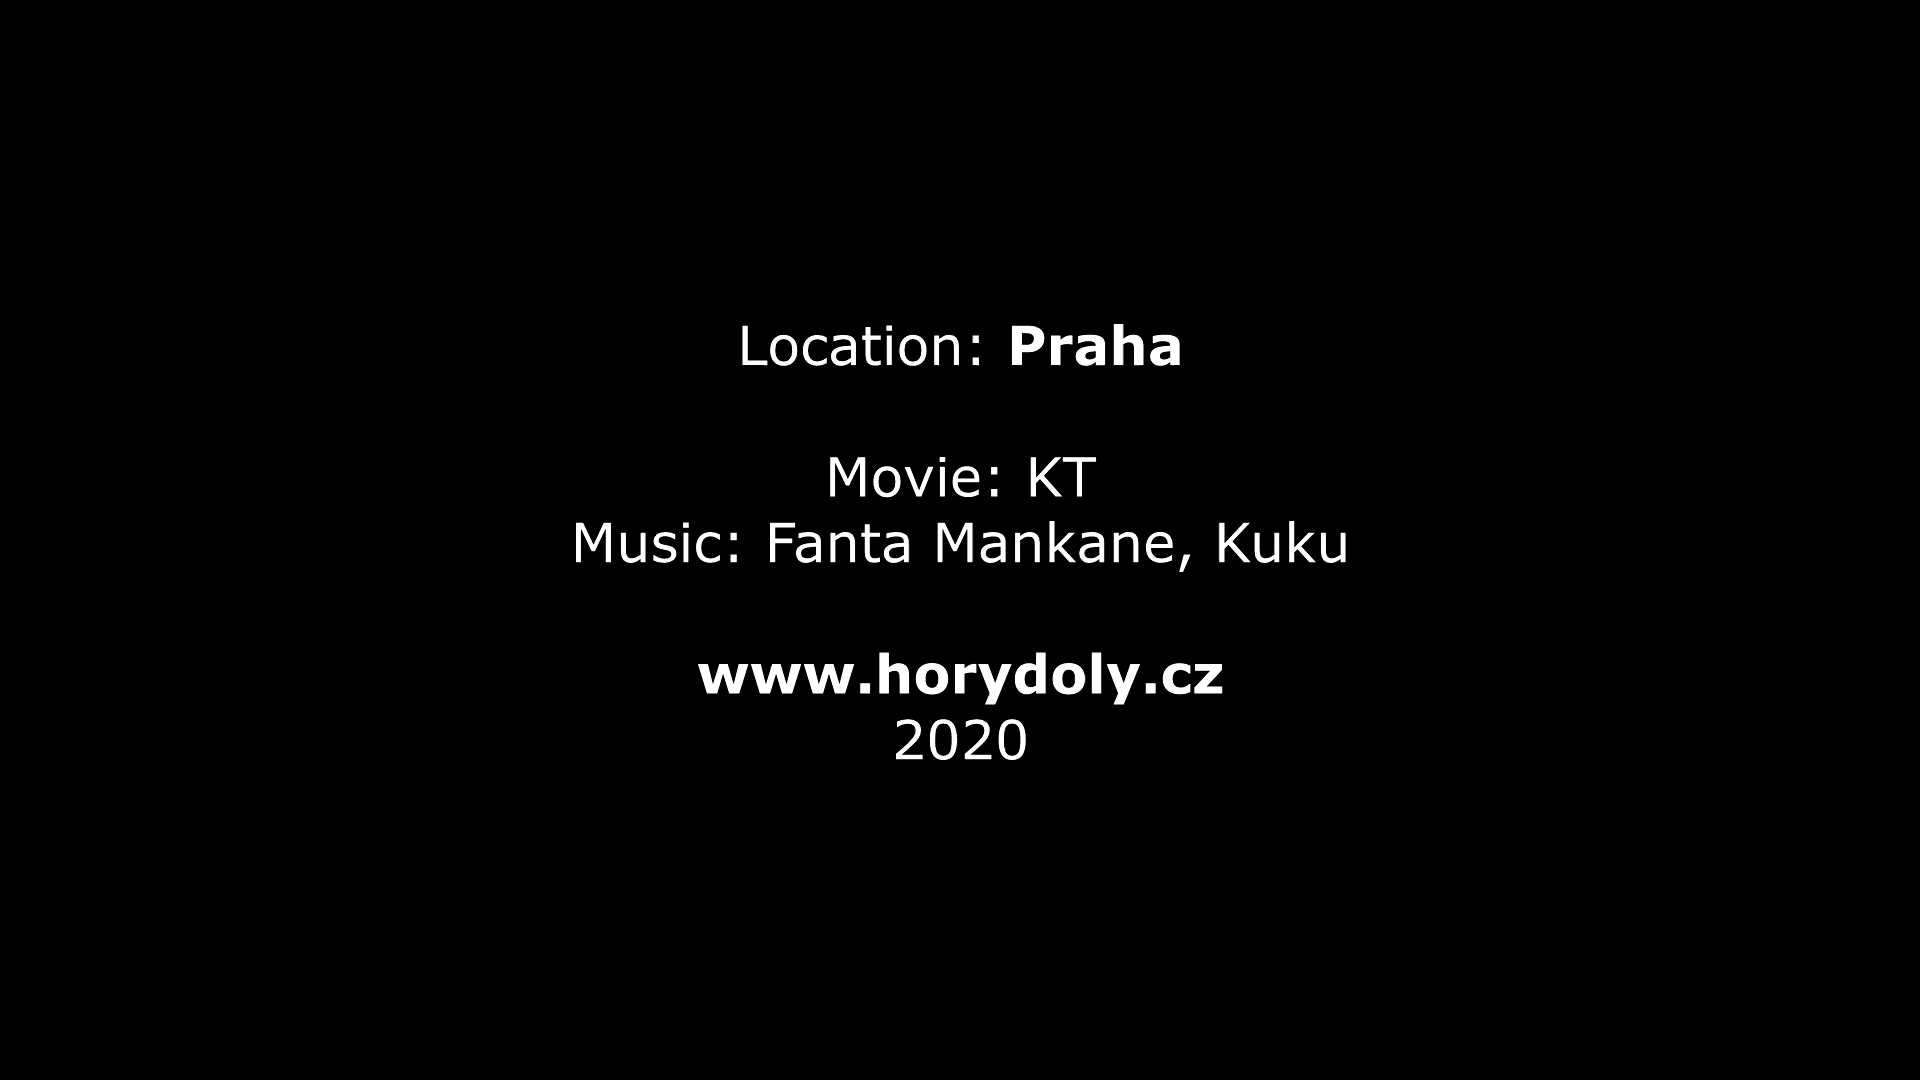 Location: Praha
Movie: KT
Music: Fanta Mankane, Kuku
www.horydoly.cz
2020